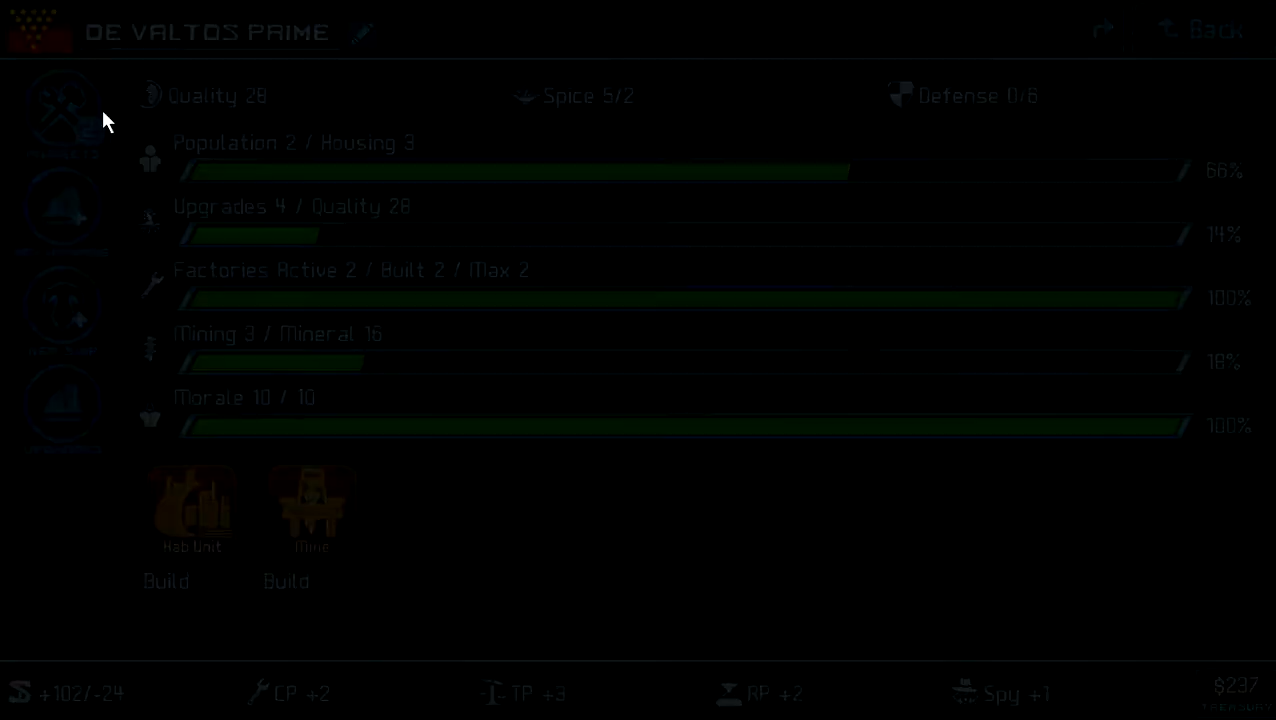 DE VALTOS PRIME
Back
Quality 28
Spice 5/2
Defense 0/6
Population 2 / Housing 3
66%
Upgrades 4 / Quality 28
14%
Factories Active 2 / Built 2 / Max 2
100%
Mining 3 / Mineral 16
18%
Morale 10 / 10
100%
Hab Unit
Mine
Build
Build
+102/-24
CP +2
TP +3
RP +2
Spy +1
$237
TREASURY